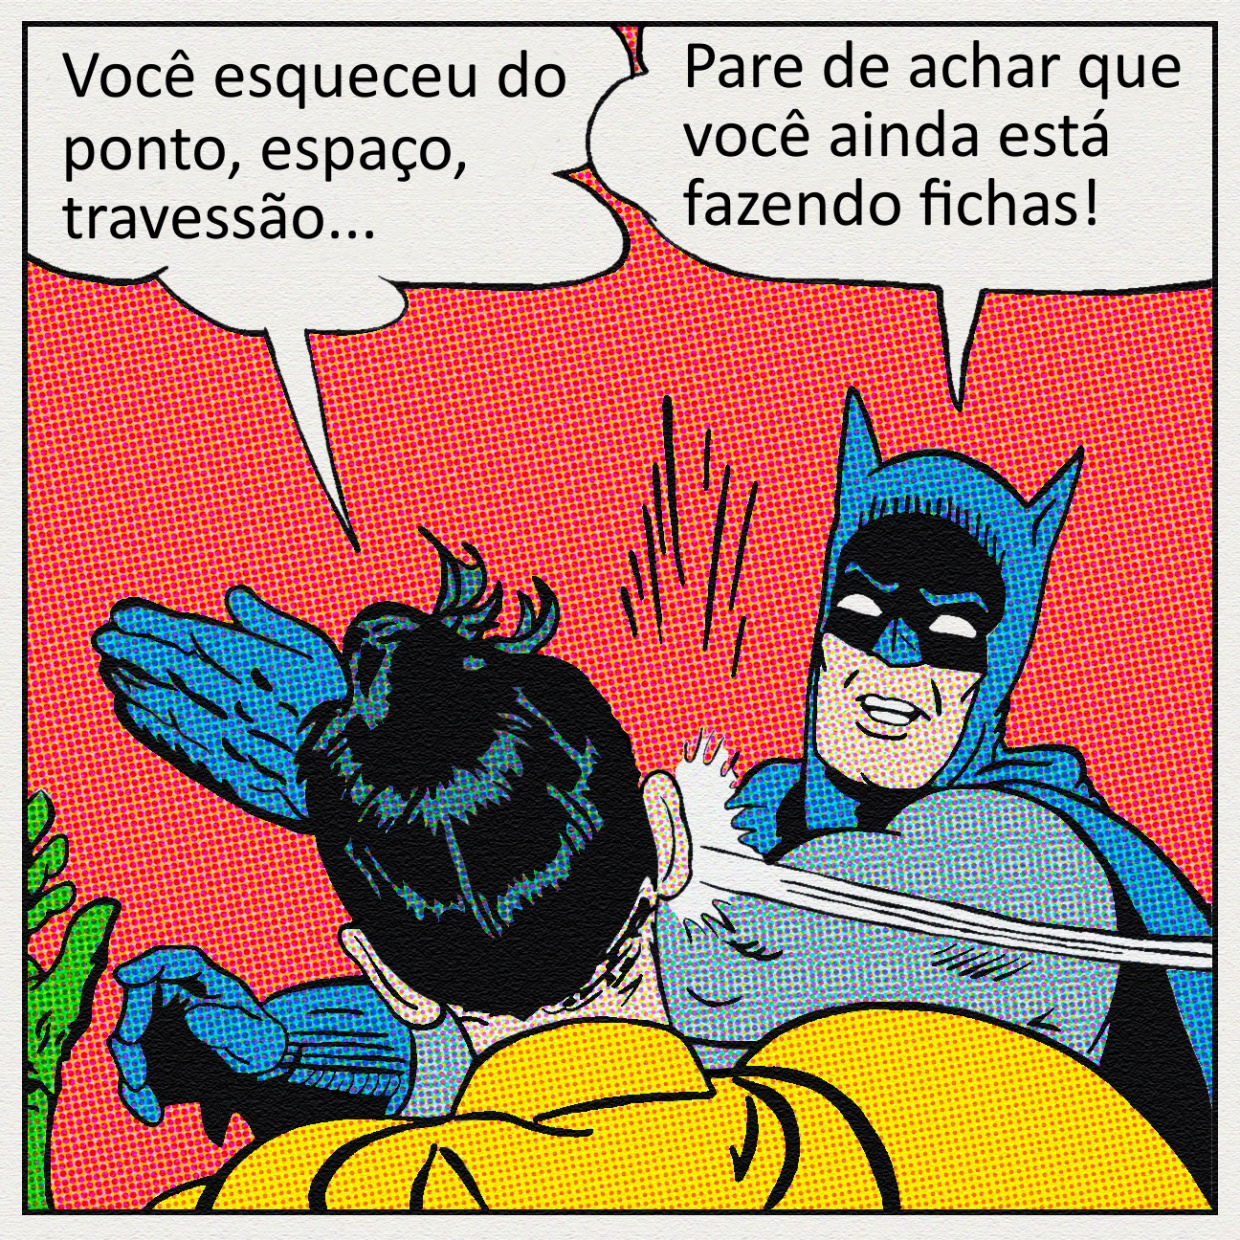 Você esqueceu do
ponto, espaço,
travessão...
Pare de achar que
você ainda está
fazendo fichas!